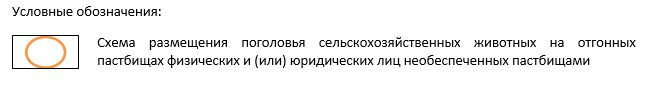 Условные обозначения:
Схема размещения поголовья сельскохозяйственных животных на отгонных
пастбищах физических и (или) юридических лиц необеспеченных пастбищами